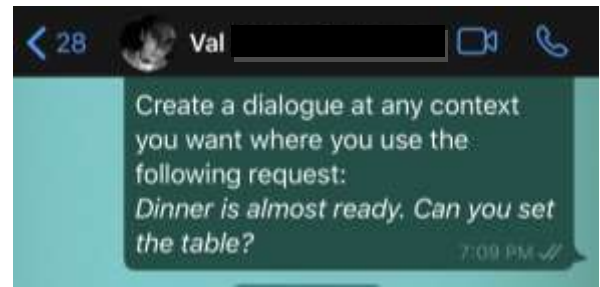 28 Val
Create a dialogue at any context
you want where you use the
following request:
Dinner is almost ready. Can you set
the table?
7:09 PM